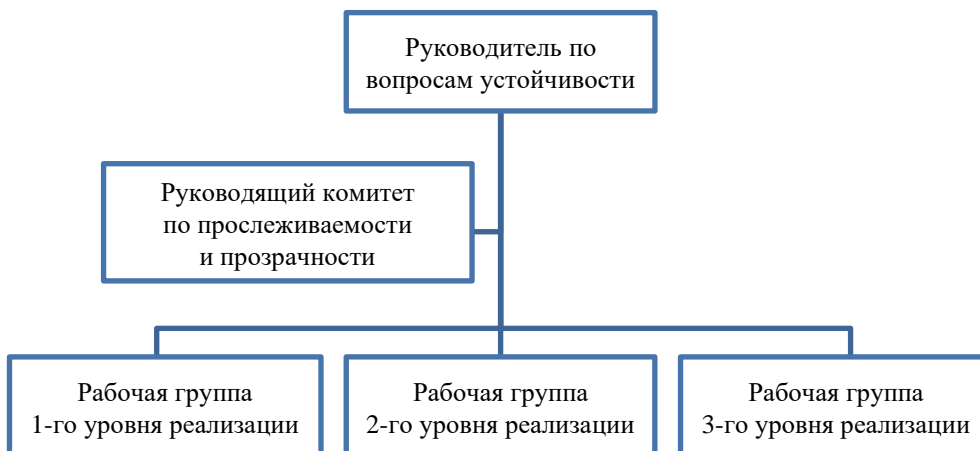 Руководитель по
вопросам устойчивости
Руководящий комитет
по прослеживаемости
и прозрачности
Рабочая группа
1-го уровня реализации
Рабочая группа
2-го уровня реализации
Рабочая группа
3-го уровня реализации